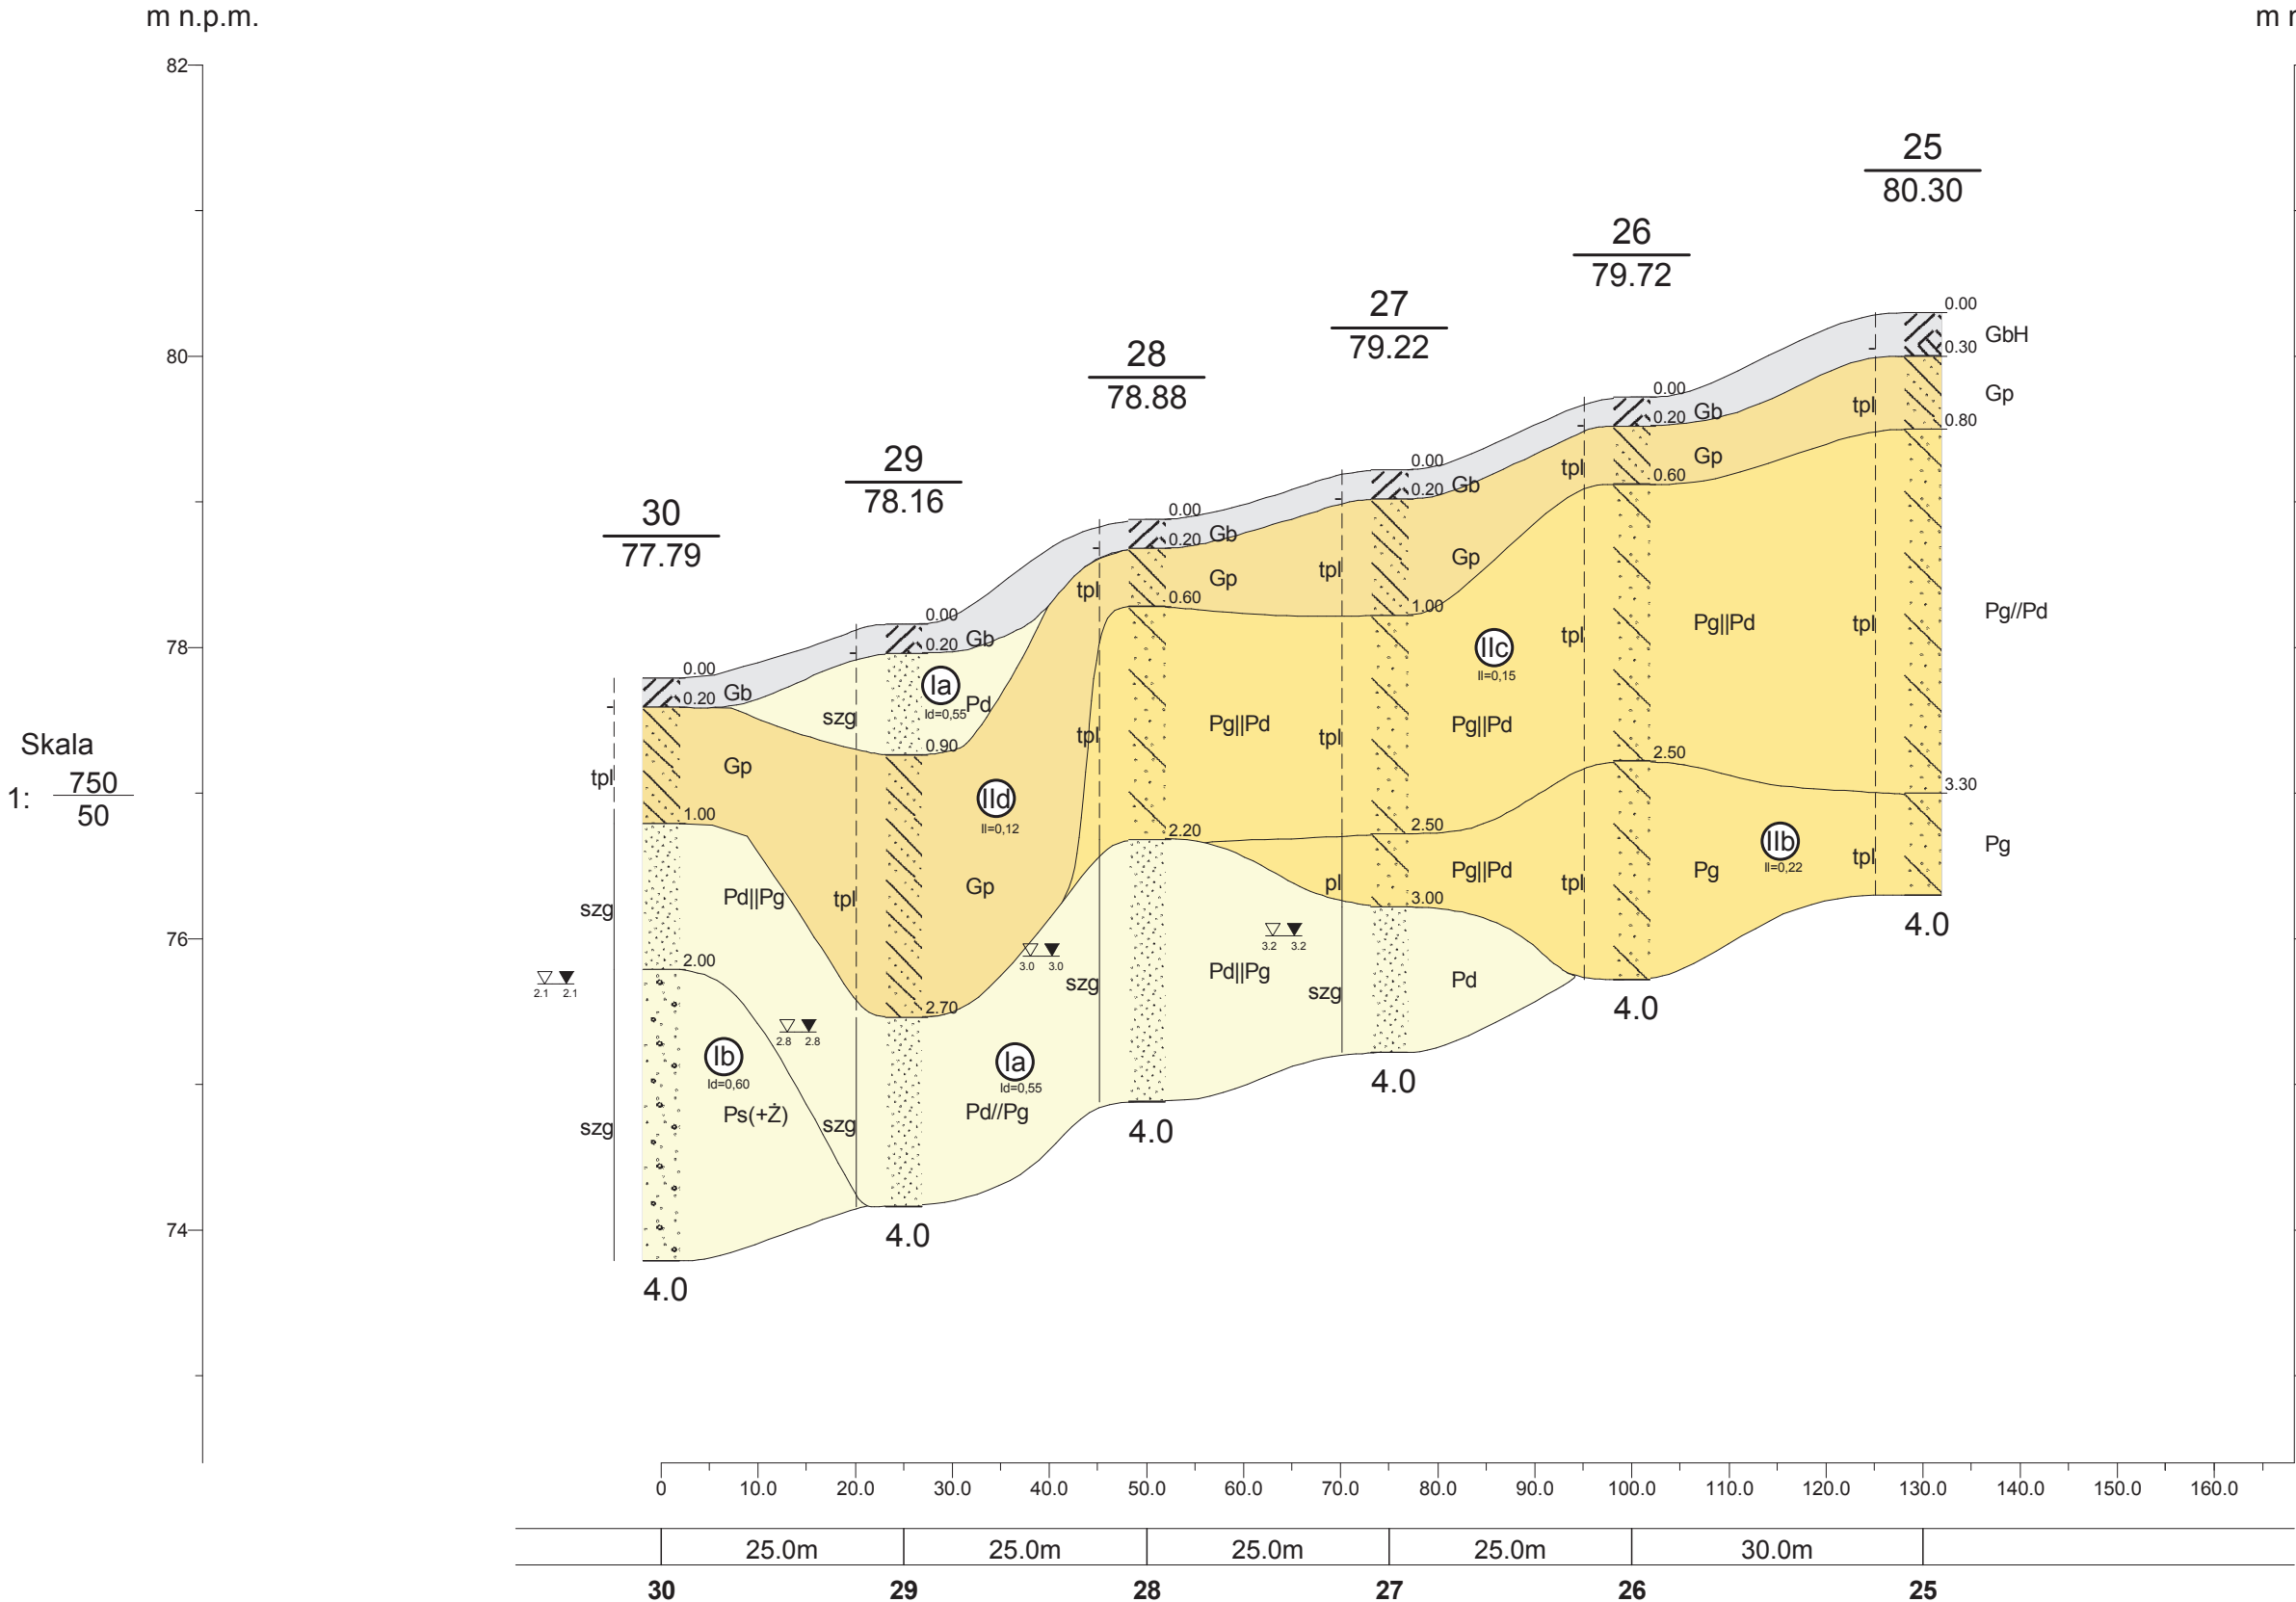 m n.p.m.
m n
82
80
78
76
74
Skala
1: 750
50
25
80.30
26
79.72
27
79.22
28
78.88
29
78.16
30
77.79
0.00
0.30
0.80
3.30
GbH
Gp
Pg//Pd
Pg
tpl
tpl
tpl
4.0
0.00
0.20 Gb
Gp
0.60
Pg||Pd
2.50
Pg
IIb
Il=0,22
tpl
tpl
tpl
4.0
0.00
0.20 Gb
Gp
1.00
IIc
Il=0,15
Pg||Pd
2.50
Pg||Pd
3.00
Pd
tpl
tpl
pl
szg
3.2 3.2
4.0
0.00
0.20 Gb
Gp
0.60
Pg||Pd
2.20
Pd||Pg
tpl
tpl
szg
3.0 3.0
4.0
0.00
0.20 Gb
Ia
Id=0,55 Pd
0.90
IId
Il=0,12
Gp
2.70
Ia
Id=0,55
Pd//Pg
szg
tpl
szg
2.8 2.8
4.0
0.00
0.20 Gb
Gp
1.00
Pd||Pg
2.00
Ib
Id=0,60
Ps(+Ż)
tpl
szg
szg
2.1 2.1
4.0
0 10.0 20.0 30.0 40.0 50.0 60.0 70.0 80.0 90.0 100.0 110.0 120.0 130.0 140.0 150.0 160.0
25.0m 25.0m 25.0m 25.0m 30.0m
30 29 28 27 26 25